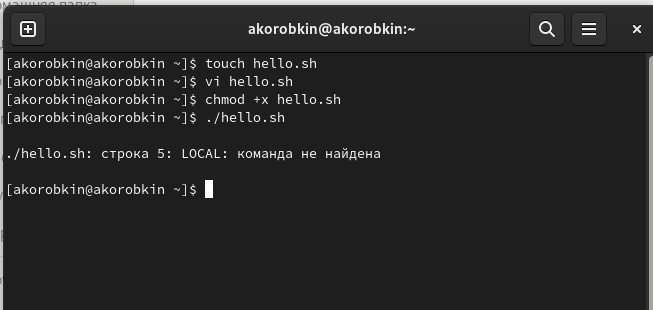 akorobkin@akorobkin:~
[akorobkin@akorobkin ~]$ touch hello.sh
[akorobkin@akorobkin ~]$ vi hello.sh
[akorobkin@akorobkin ~]$ chmod +x hello.sh
[akorobkin@akorobkin ~]$ ./hello.sh
./hello.sh: строка 5: LOCAL: команда не найдена
[akorobkin@akorobkin ~]$